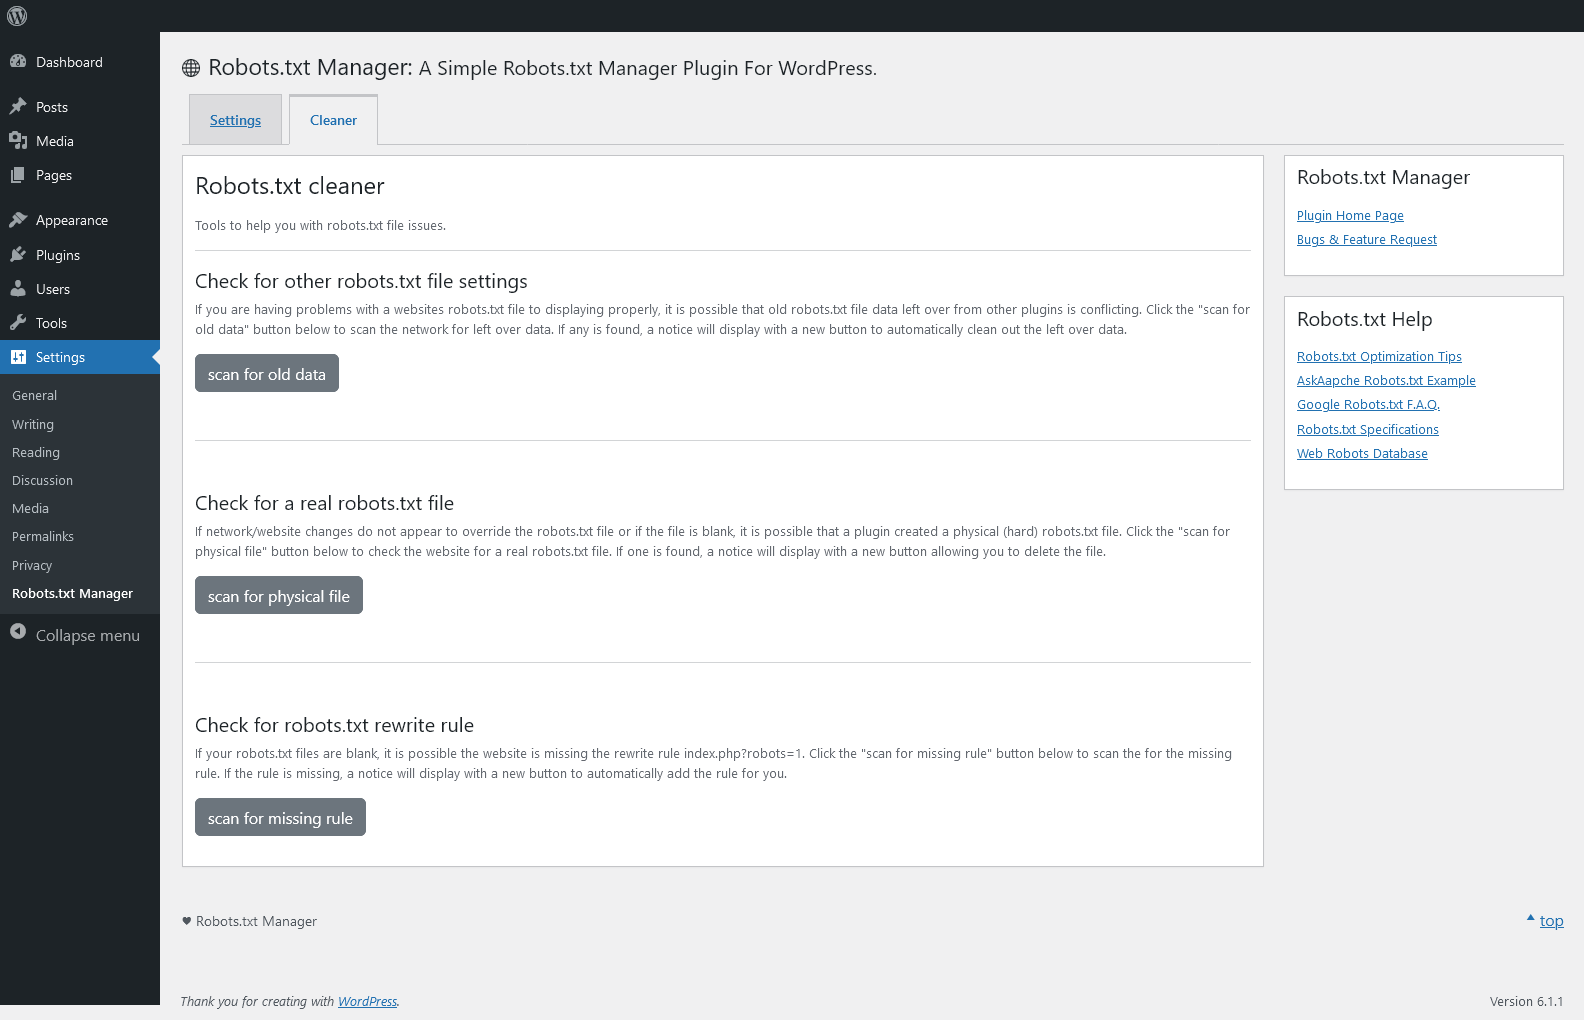 Dashboard
Posts
Media
Pages
Appearance
Plugins
Users
Tools
Settings
General
Writing
Reading
Discussion
Media
Permalinks
Privacy
Robots.txt Manager
Collapse menu
Robots.txt Manager: A Simple Robots.txt Manager Plugin For WordPress.
Settings
Cleaner
Robots.txt cleaner
Tools to help you with robots.txt file issues.
Check for other robots.txt file settings
If you are having problems with a websites robots.txt file to displaying properly, it is possible that old robots.txt file data left over from other plugins is conflicting. Click the "scan for
old data" button below to scan the network for left over data. If any is found, a notice will display with a new button to automatically clean out the left over data.
scan for old data
Check for a real robots.txt file
If network/website changes do not appear to override the robots.txt file or if the file is blank, it is possible that a plugin created a physical (hard) robots.txt file. Click the "scan for
physical file" button below to check the website for a real robots.txt file. If one is found, a notice will display with a new button allowing you to delete the file.
scan for physical file
Check for robots.txt rewrite rule
If your robots.txt files are blank, it is possible the website is missing the rewrite rule index.php?robots=1. Click the "scan for missing rule" button below to scan the for the missing
rule. If the rule is missing, a notice will display with a new button to automatically add the rule for you.
scan for missing rule
Robots.txt Manager
Plugin Home Page
Bugs & Feature Request
Robots.txt Help
Robots.txt Optimization Tips
AskAapche Robots.txt Example
Google Robots.txt F.A.Q.
Robots.txt Specifications
Web Robots Database
♥ Robots.txt Manager
▲ top
Thank you for creating with WordPress.
Version 6.1.1